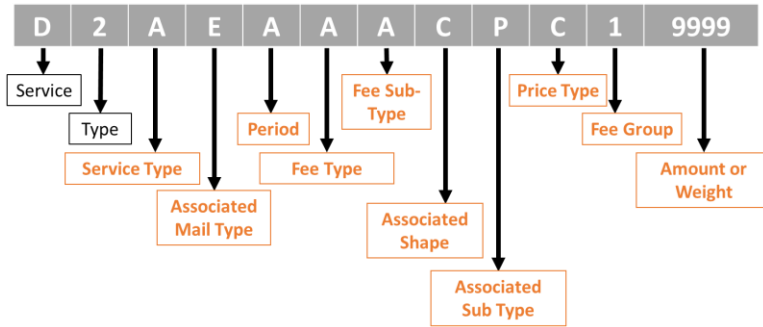 D 2 A E A A A C P C 1 9999
Service
Type
Service Type
Associated
Mail Type
Period
Fee Type
Fee Sub-
Type
Associated
Shape
Associated
Sub Type
Price Type
Fee Group
Amount or
Weight